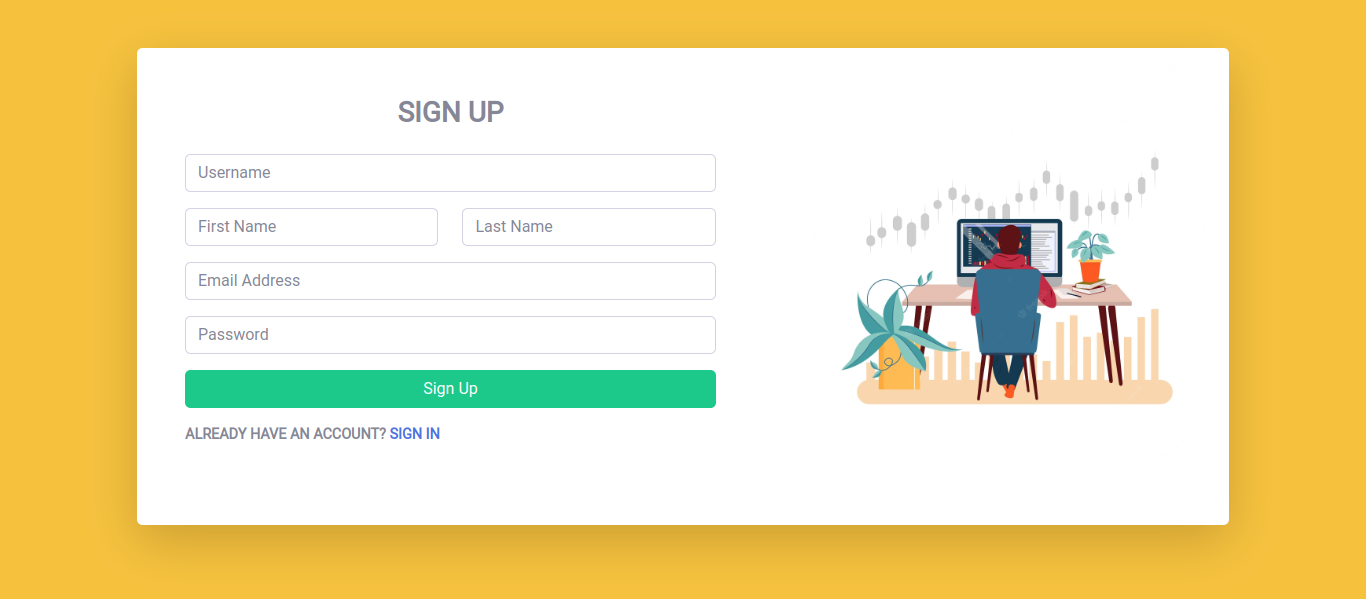 SIGN UP
Username
First Name
Last Name
Email Address
Password
Sign Up
ALREADY HAVE AN ACCOUNT? SIGN IN